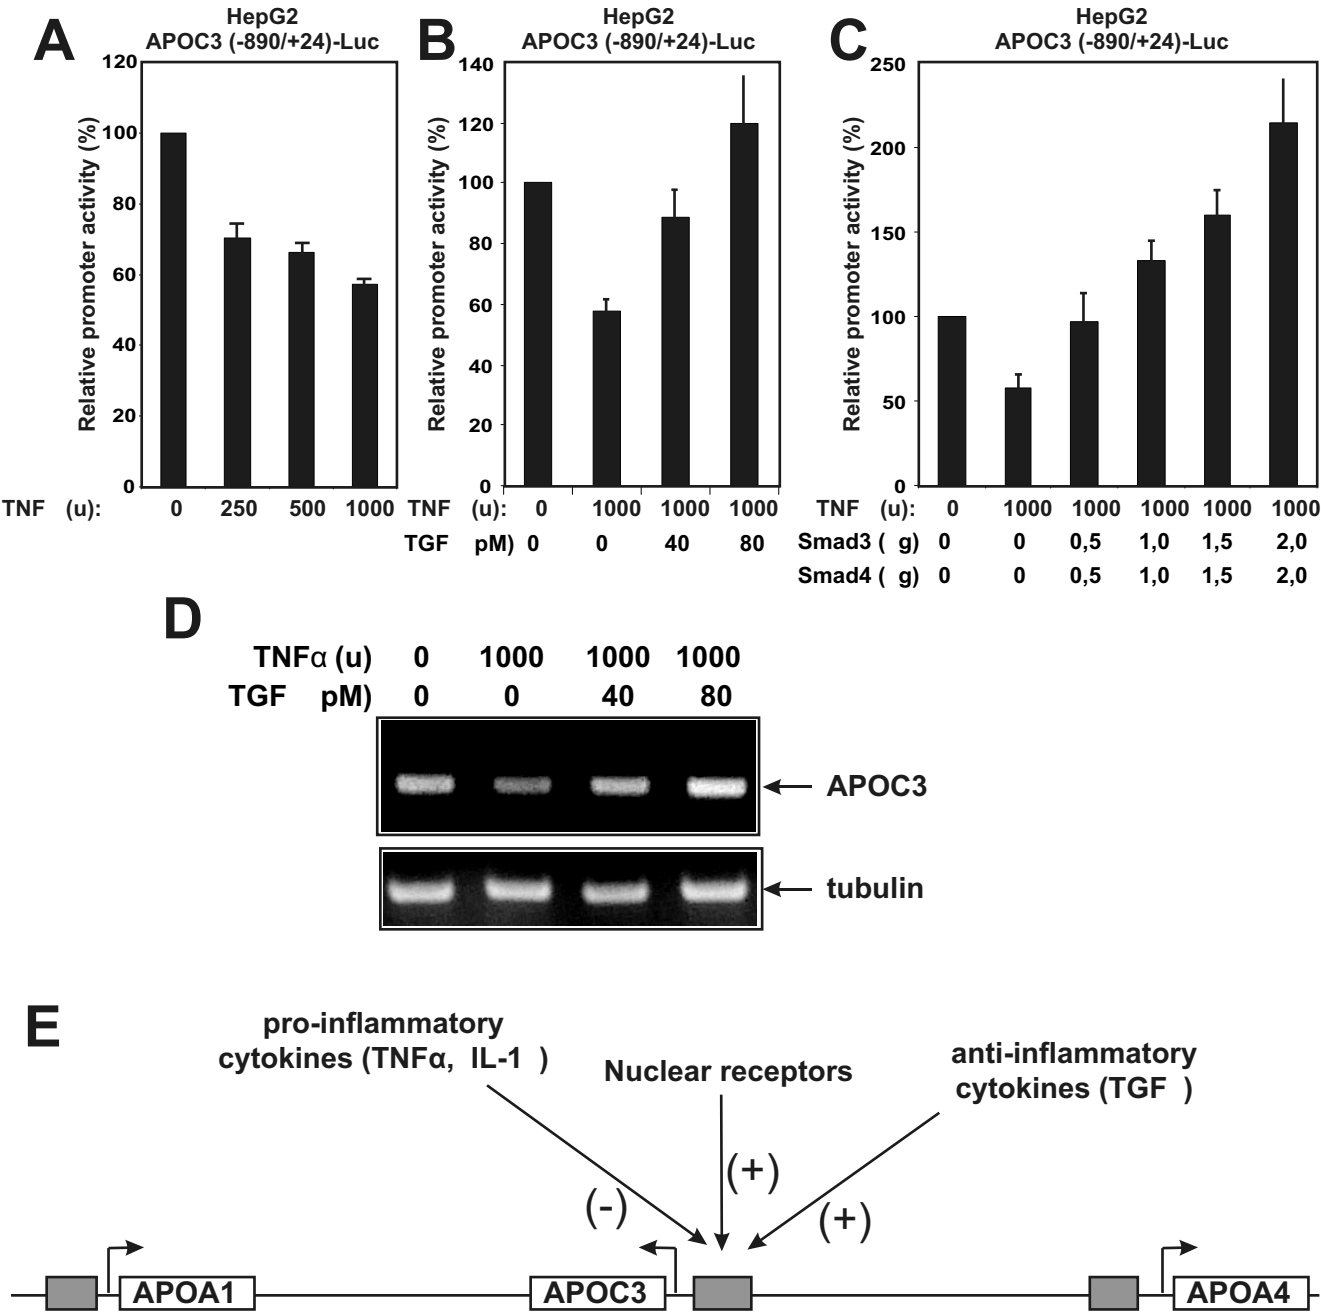 A
HepG2
APOC3 (-890/+24)-Luc
Relative promoter activity (%)
120
100
80
60
40
20
0
TNF (u): 0 250 500 1000
B
HepG2
APOC3 (-890/+24)-Luc
Relative promoter activity (%)
140
120
100
80
60
40
20
0
TNF (u): 0 1000 1000 1000
TGF pM) 0 0 40 80
C
HepG2
APOC3 (-890/+24)-Luc
Relative promoter activity (%)
250
200
150
100
50
0
TNF (u): 0 1000 1000 1000 1000 1000
Smad3 ( g) 0 0 0,5 1,0 1,5 2,0
Smad4 ( g) 0 0 0,5 1,0 1,5 2,0
D
TNFα (u) 0 1000 1000 1000
TGF pM) 0 0 40 80
APOC3
tubulin
E
pro-inflammatory
cytokines (TNFα, IL-1 )
Nuclear receptors
anti-inflammatory
cytokines (TGF )
(-)
(+)
(+)
APOA1
APOC3
APOA4